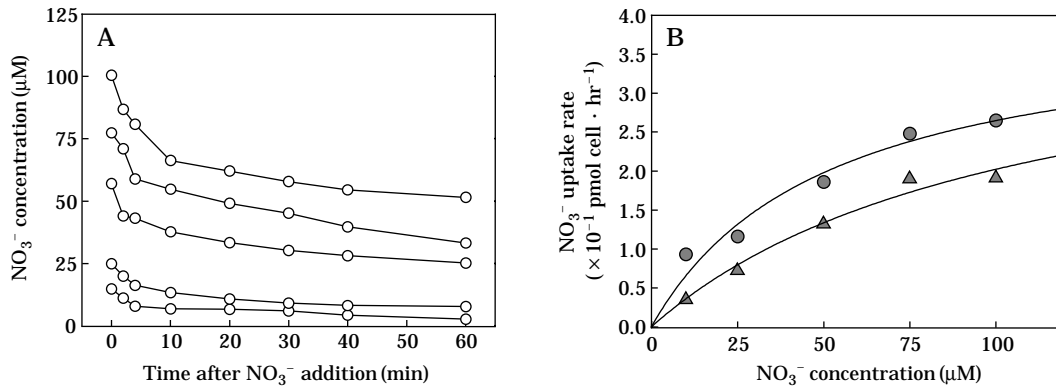 A
125
100
75
50
25
0
NO₃⁻ concentration (μM)
0 10 20 30 40 50 60
Time after NO₃⁻ addition (min)
B
4.0
3.5
3.0
2.5
2.0
1.5
1.0
0.5
0.0
NO₃⁻ uptake rate
(×10⁻¹ pmol cell · hr⁻¹)
0 25 50 75 100
NO₃⁻ concentration (μM)